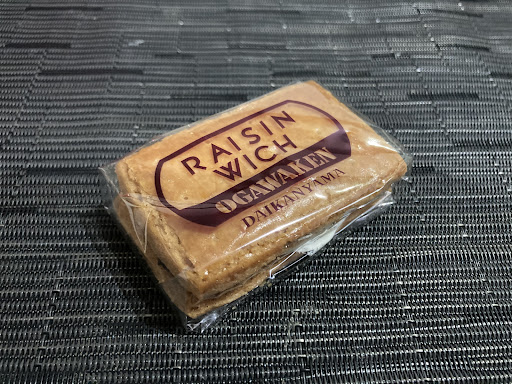 RAISIN
WICH
OGAWAKEN
DAIKANYAMA